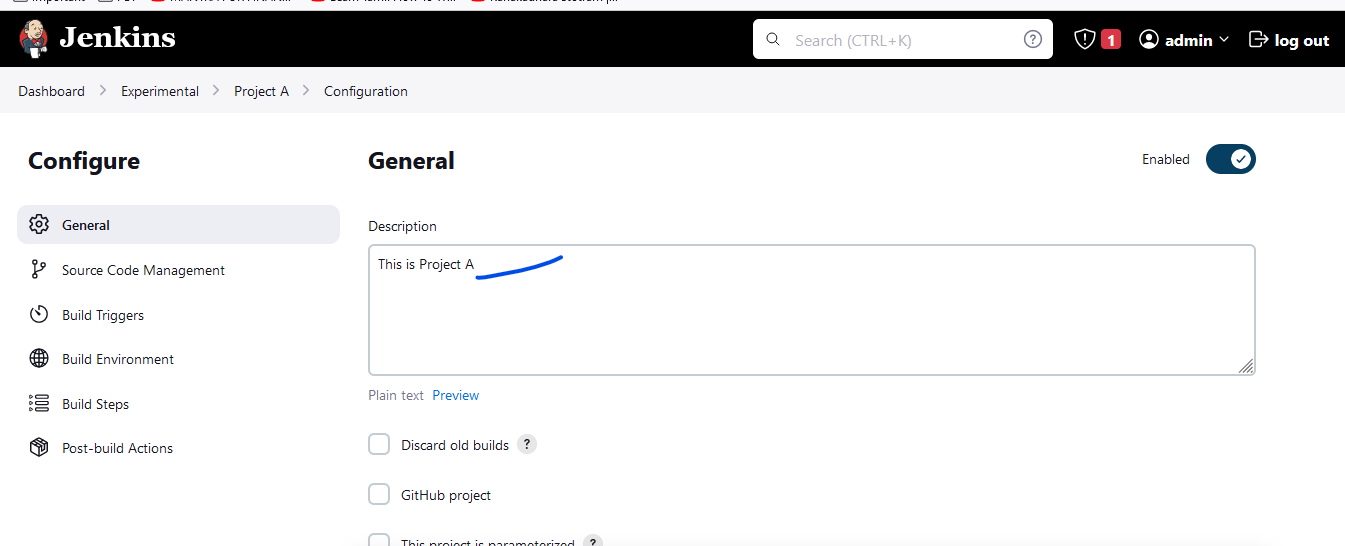 Jenkins
Search (CTRL+K)
?
1
admin
log out
Dashboard
Experimental
Project A
Configuration
Configure
General
Source Code Management
Build Triggers
Build Environment
Build Steps
Post-build Actions
General
Enabled
Description
This is Project A
Plain text Preview
Discard old builds ?
GitHub project
This project is parameterized ?